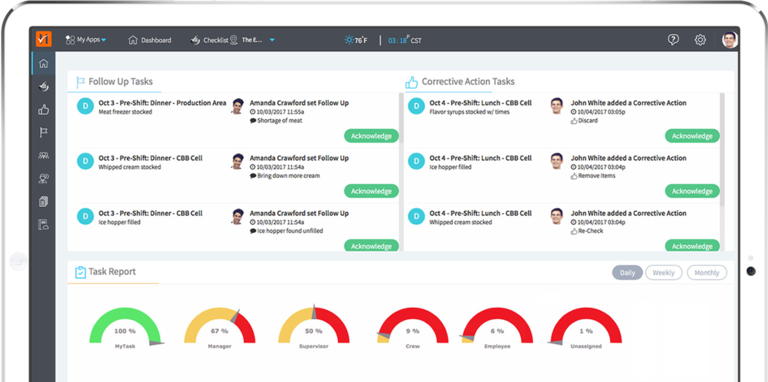 My Apps
Dashboard
Checklist
The E...
76°F
03:18 P CST
Follow Up Tasks
D
Oct 3 - Pre-Shift: Dinner - Production Area
Meat freezer stocked
Amanda Crawford set Follow Up
10/03/2017 11:55a
Shortage of meat
Acknowledge
D
Oct 3 - Pre-Shift: Dinner - CBB Cell
Whipped cream stocked
Amanda Crawford set Follow Up
10/03/2017 11:54a
Bring down more cream
Acknowledge
D
Oct 3 - Pre-Shift: Dinner - CBB Cell
Ice hopper filled
Amanda Crawford set Follow Up
10/03/2017 11:54a
Ice hopper found unfilled
Acknowledge
Corrective Action Tasks
D
Oct 4 - Pre-Shift: Lunch - CBB Cell
Flavor syrups stocked w/ times
John White added a Corrective Action
10/04/2017 03:05p
Discard
Acknowledge
D
Oct 4 - Pre-Shift: Lunch - CBB Cell
Ice hopper filled
John White added a Corrective Action
10/04/2017 03:04p
Remove Items
Acknowledge
D
Oct 4 - Pre-Shift: Lunch - CBB Cell
Whipped cream stocked
John White added a Corrective Action
10/04/2017 03:04p
Re-Check
Acknowledge
Task Report
Daily
Weekly
Monthly
100 %
MyTask
67 %
Manager
50 %
Supervisor
9 %
Crew
6 %
Employee
1 %
Unassigned